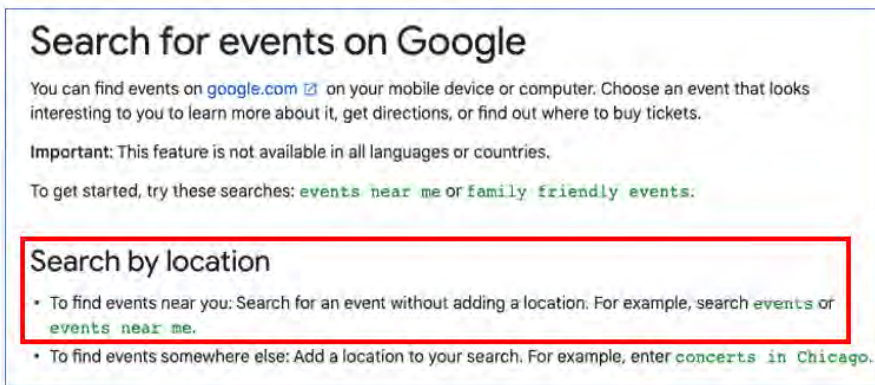 Search for events on Google
You can find events on google.com on your mobile device or computer. Choose an event that looks
interesting to you to learn more about it, get directions, or find out where to buy tickets.
Important: This feature is not available in all languages or countries.
To get started, try these searches: events near me or family friendly events.
Search by location
• To find events near you: Search for an event without adding a location. For example, search events or
events near me.
• To find events somewhere else: Add a location to your search. For example, enter concerts in Chicago.